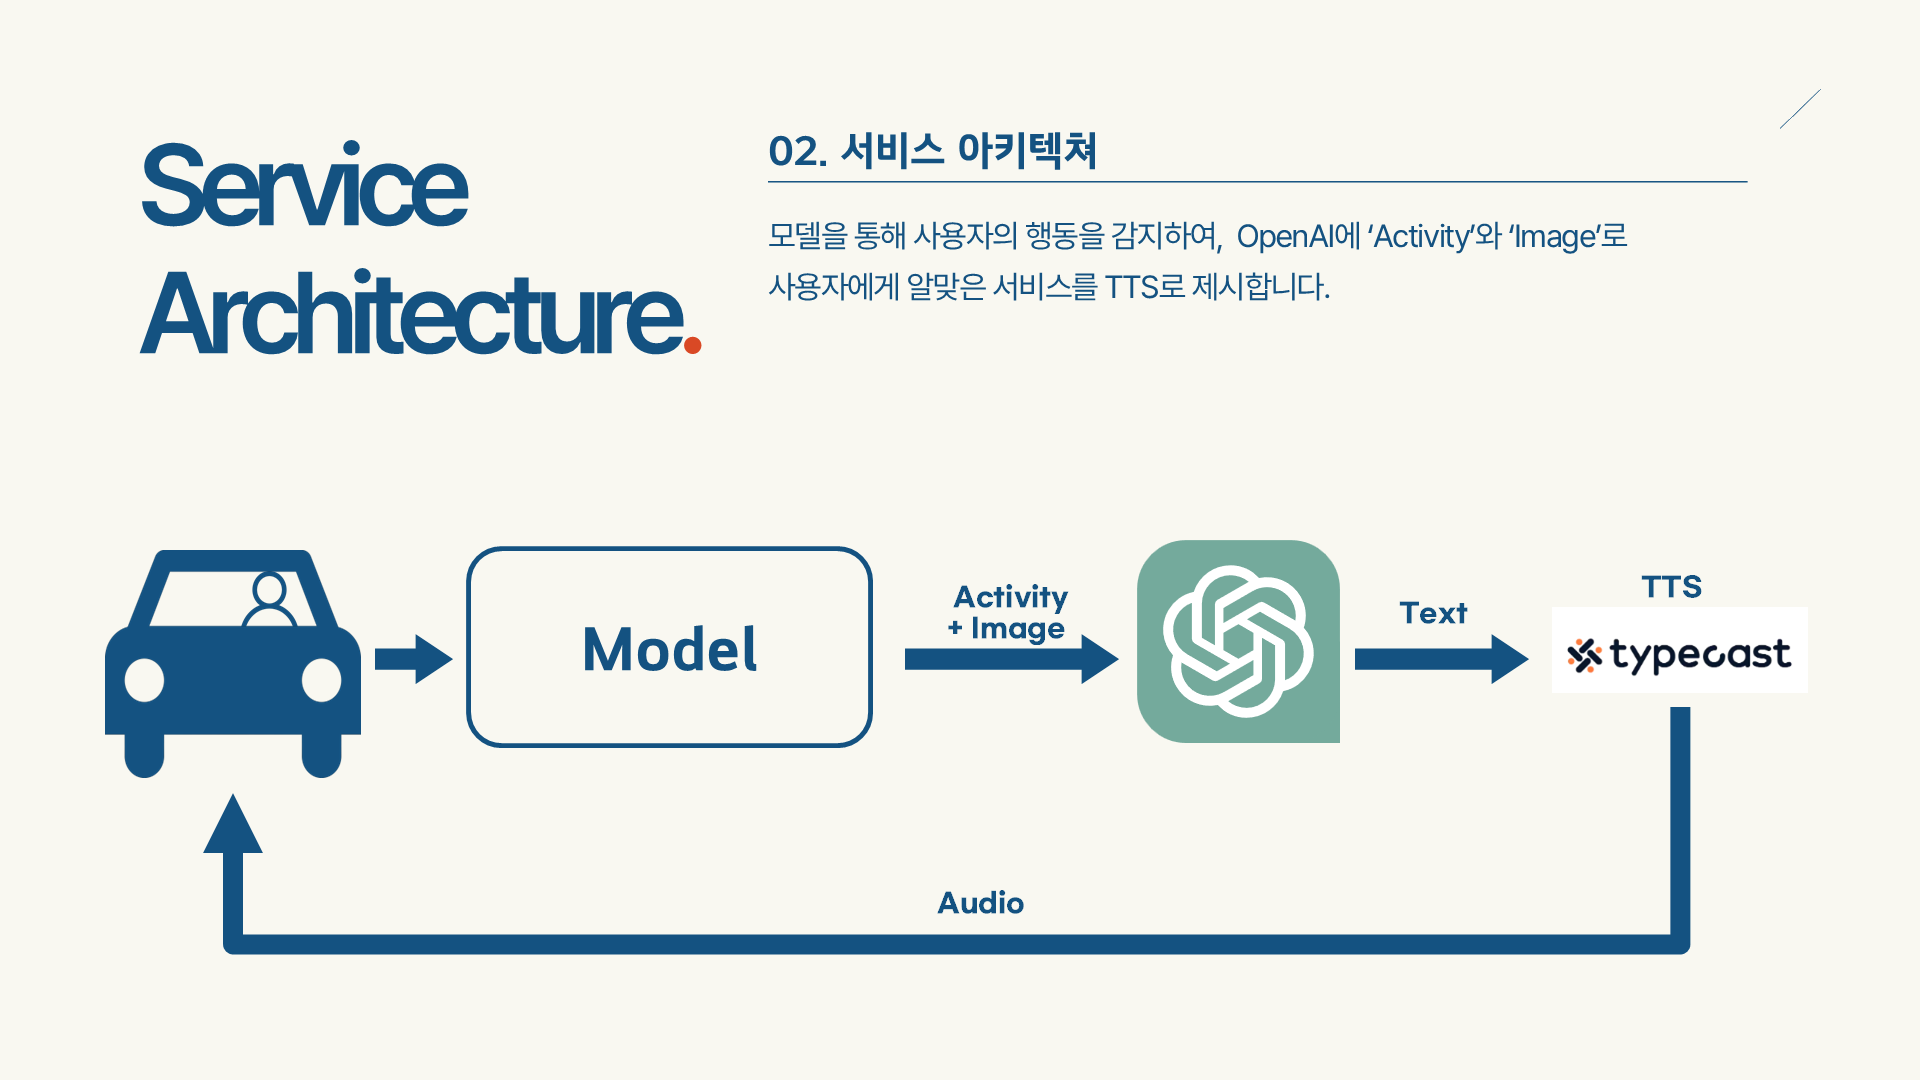 Service
Architecture.
02. 서비스 아키텍쳐
모델을 통해 사용자의 행동을 감지하여, OpenAI에 ‘Activity’와 ‘Image’로
사용자에게 알맞은 서비스를 TTS로 제시합니다.
Model
Activity
+ Image
Text
TTS
typecast
Audio